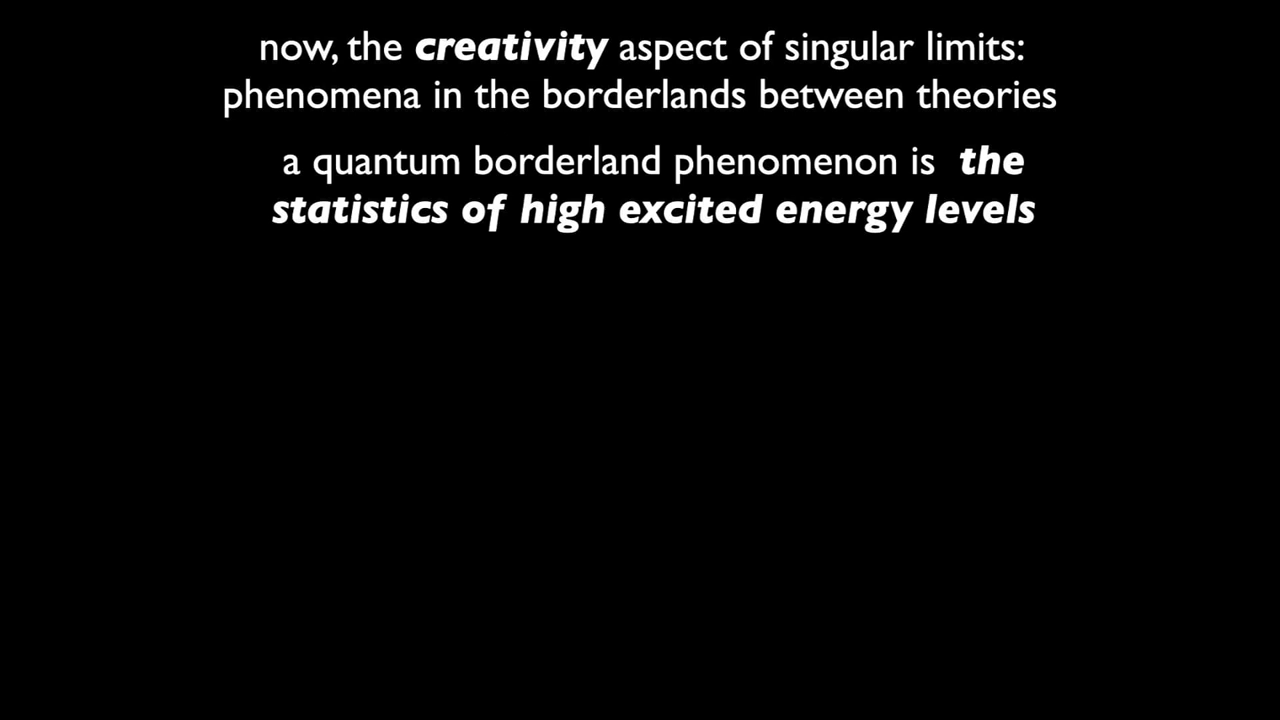 now, the creativity aspect of singular limits:
phenomena in the borderlands between theories
a quantum borderland phenomenon is the
statistics of high excited energy levels